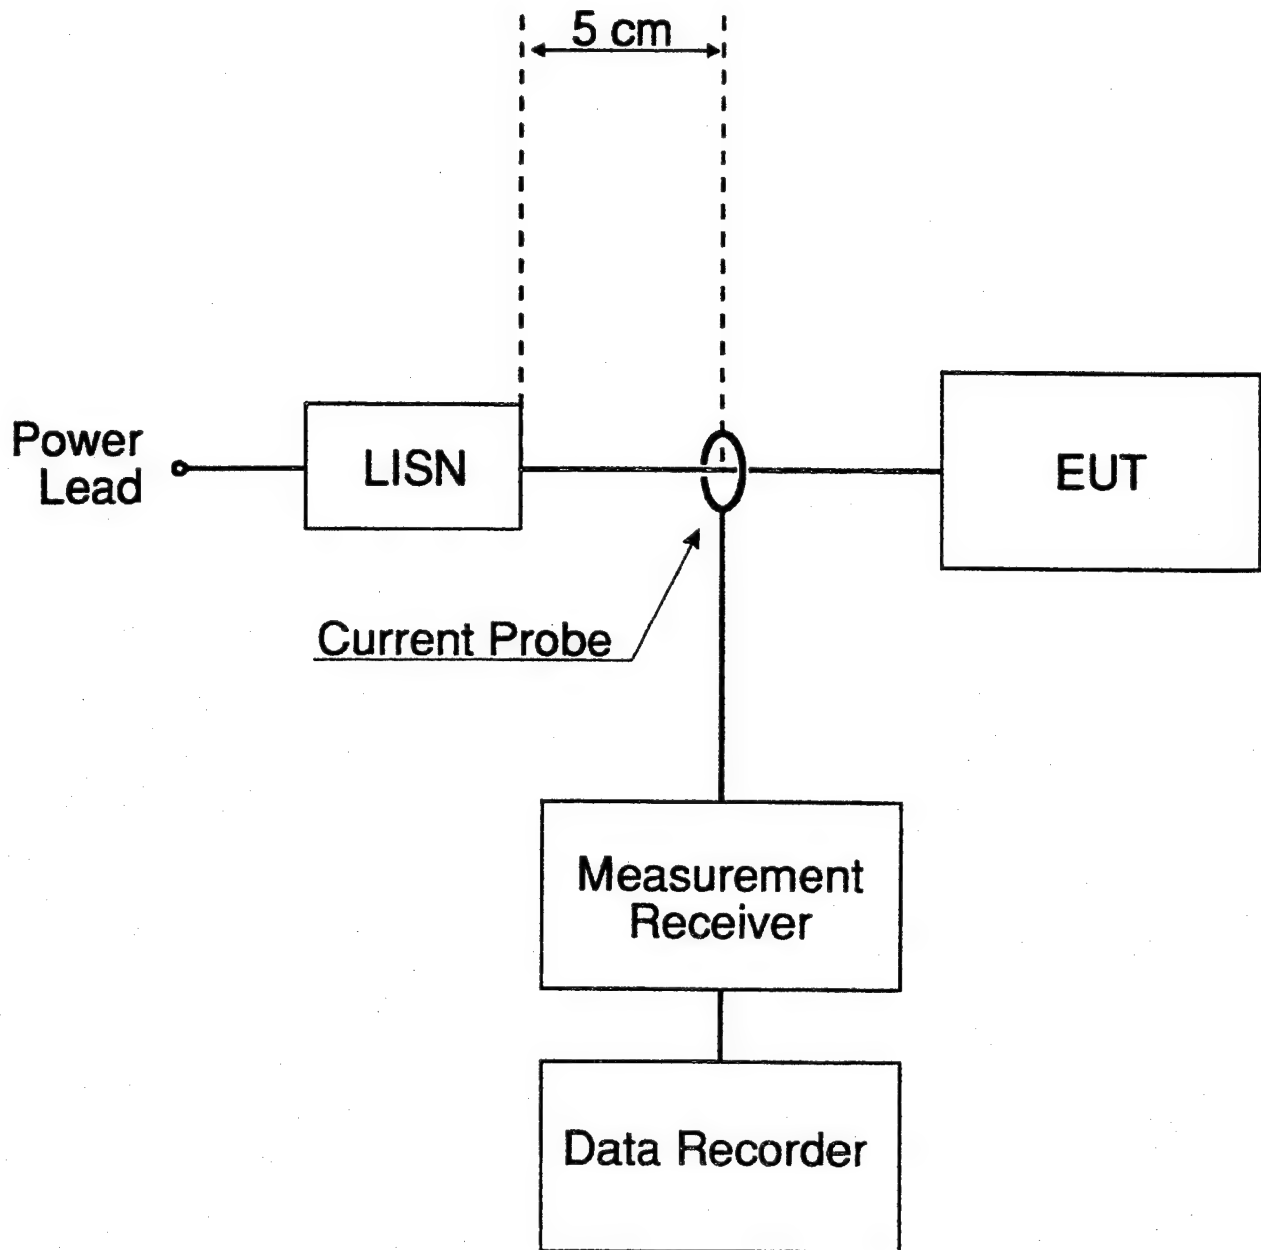 5 cm
Power
Lead
LISN
EUT
Current Probe
Measurement
Receiver
Data Recorder